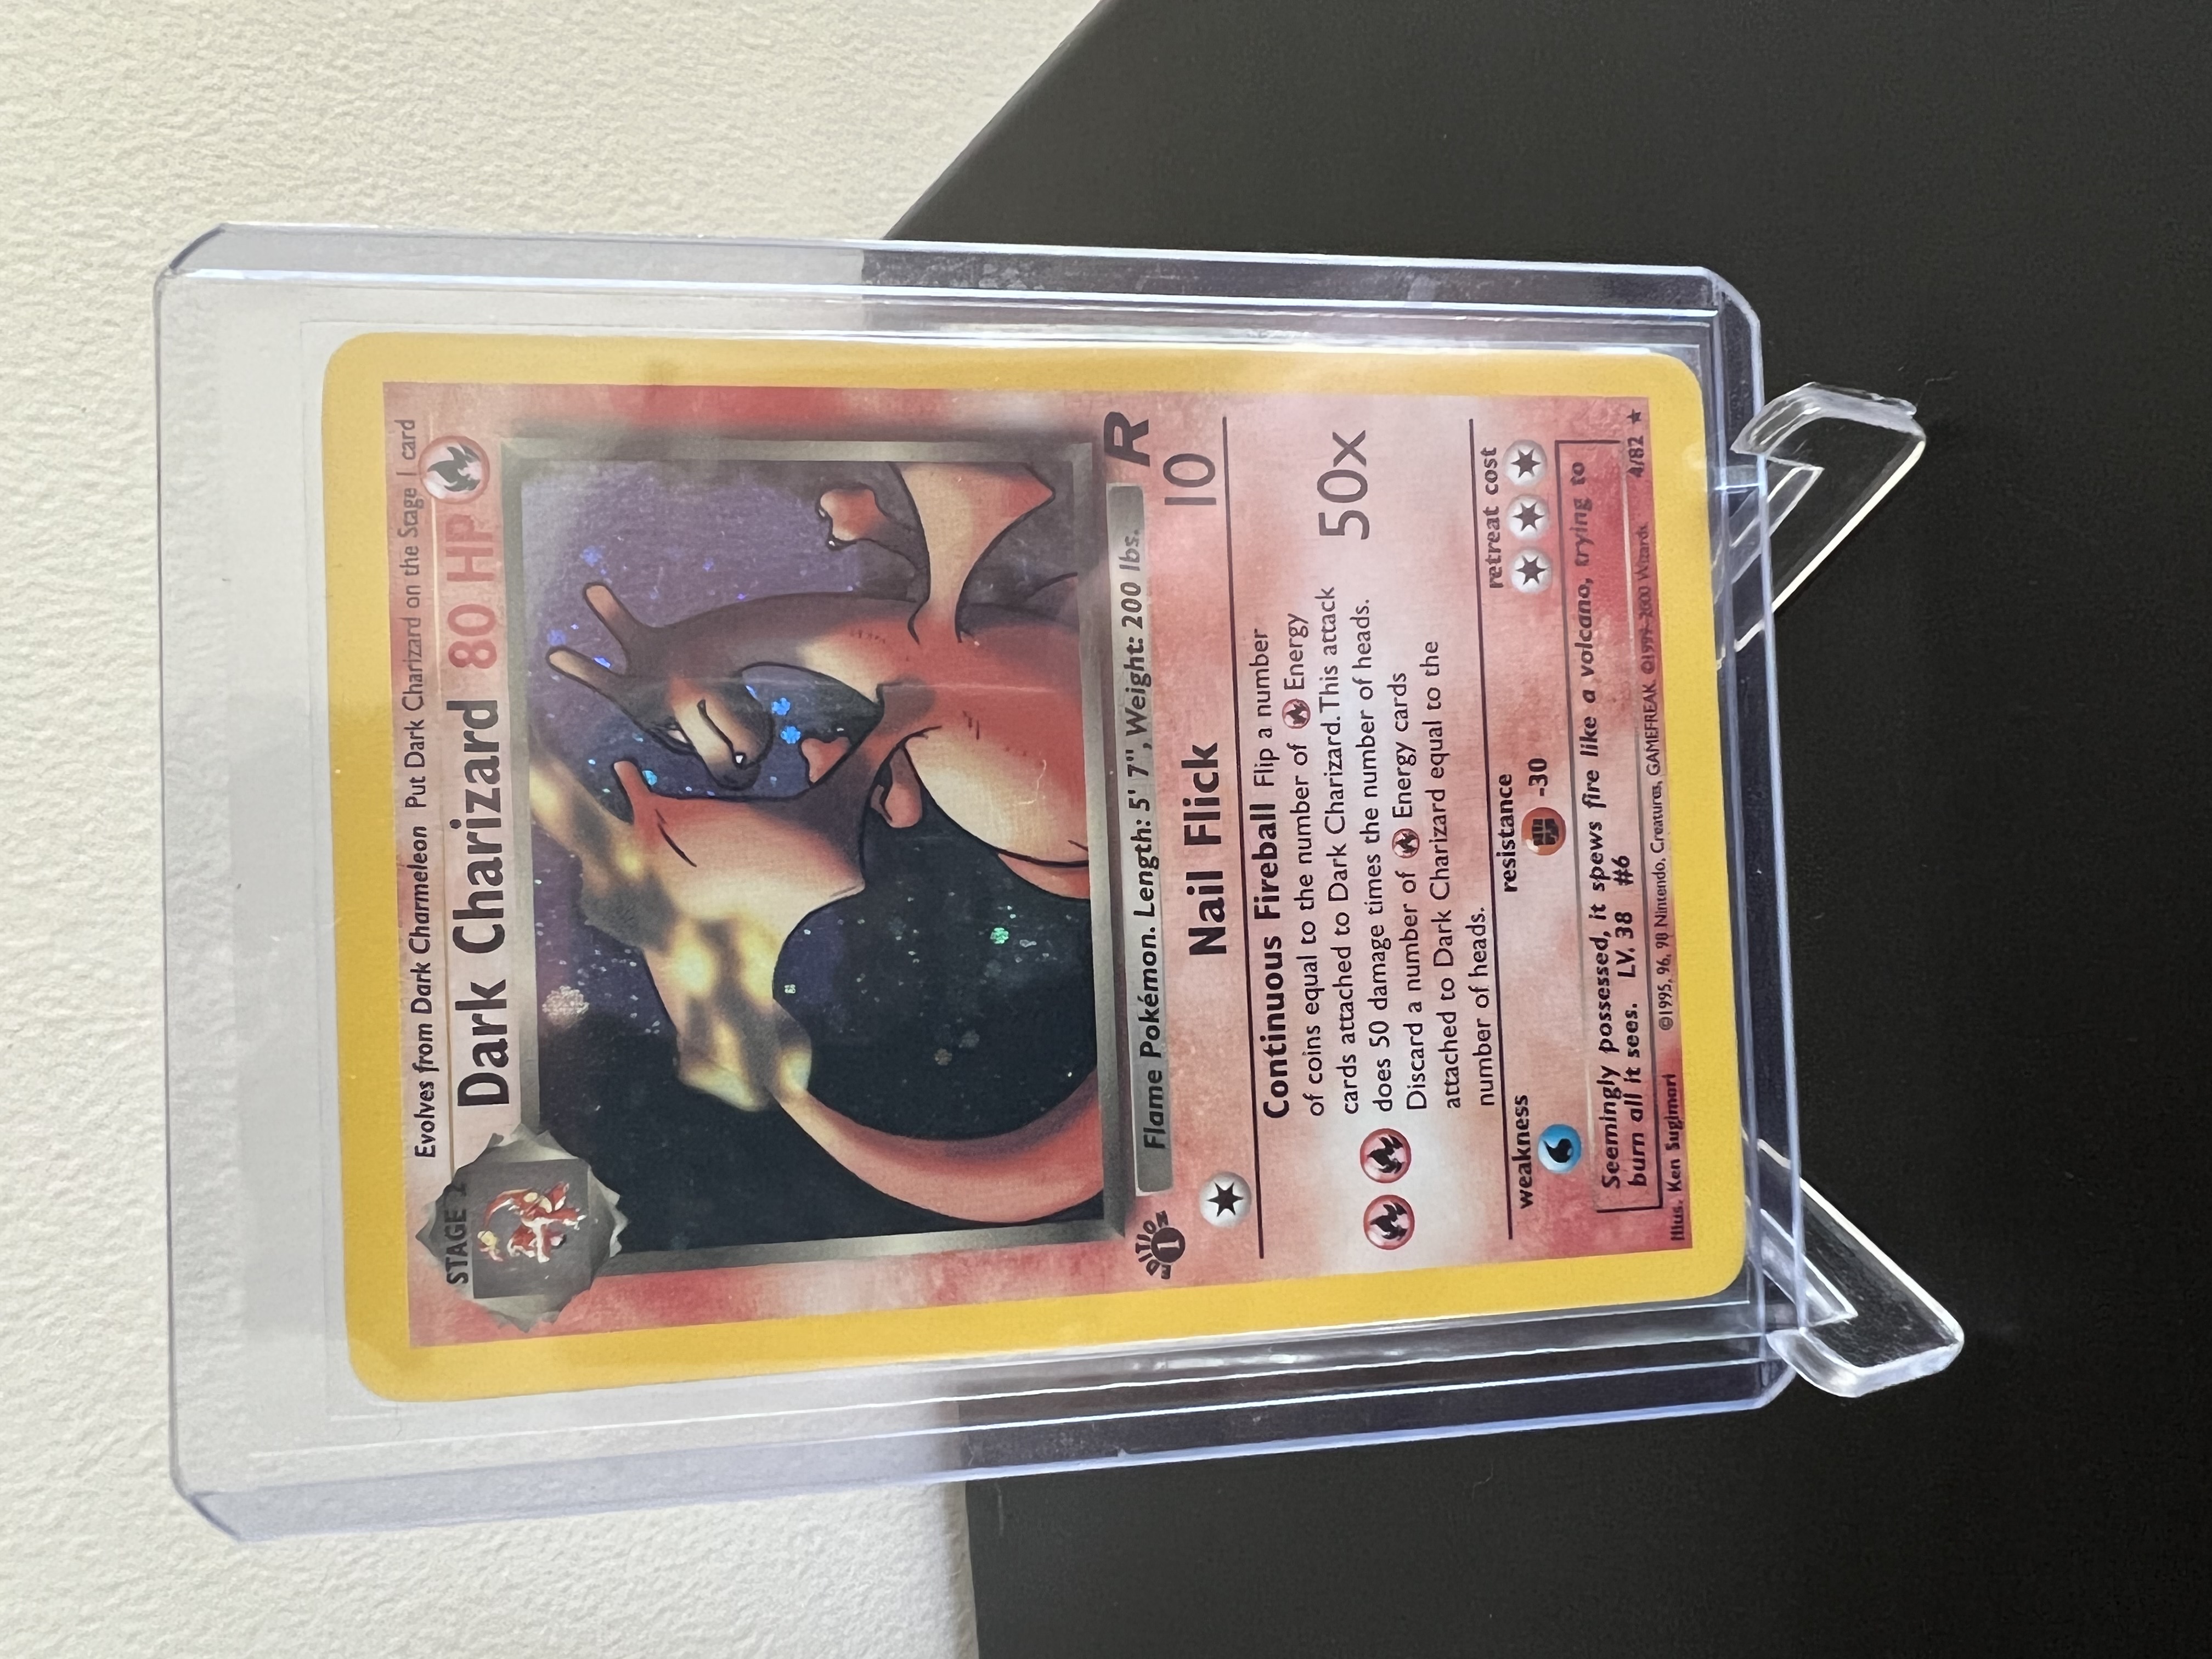 Evolves from Dark Charmeleon Put Dark Charizard on the Stage 1 card
STAGE 2
Dark Charizard 80 HP
Flame Pokémon. Length: 5' 7", Weight: 200 lbs.
R
EDITION
1
Nail Flick 10
Continuous Fireball Flip a number
of coins equal to the number of Energy
cards attached to Dark Charizard. This attack
does 50 damage times the number of heads.
Discard a number of Energy cards
attached to Dark Charizard equal to the
number of heads.
50x
weakness resistance retreat cost
-30
Seemingly possessed, it spews fire like a volcano, trying to
burn all it sees. LV. 38 #6
Illus. Ken Sugimori ©1995, 96, 98 Nintendo, Creatures, GAMEFREAK. ©1999-2000 Wizards. 4/82 ★